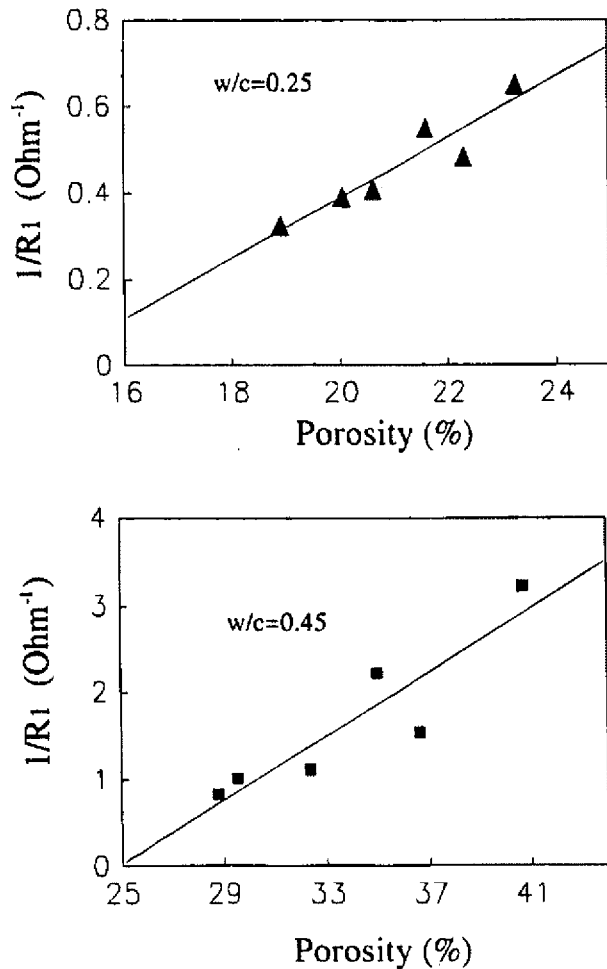 0.8
w/c=0.25
0.6
0.4
0.2
0
1/R1 (Ohm⁻¹)
16 18 20 22 24
Porosity (%)
4
3
w/c=0.45
2
1
0
1/R1 (Ohm⁻¹)
25 29 33 37 41
Porosity (%)